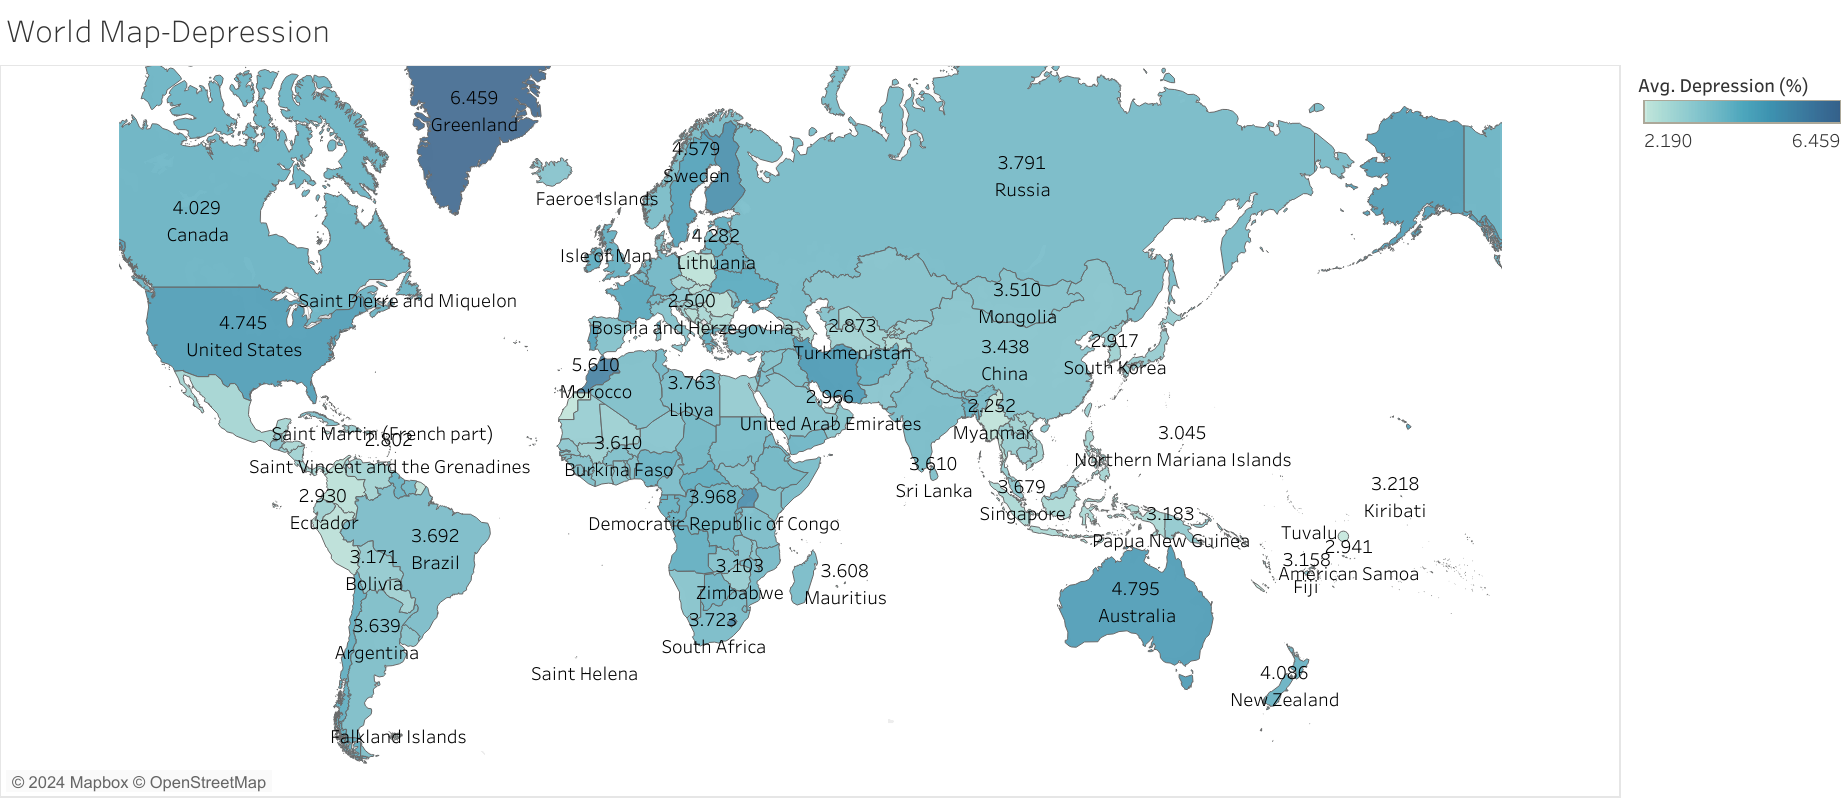 World Map-Depression
Avg. Depression (%)
2.190 6.459
6.459
Greenland
4.579
Sweden
3.791
Russia
Faeroe Islands
4.029
Canada
4.282
Lithuania
Isle of Man
Saint Pierre and Miquelon
2.500
Bosnia and Herzegovina
3.510
Mongolia
4.745
United States
2.873
Turkmenistan
3.438
China
2.917
South Korea
5.610
Morocco
3.763
Libya
2.966
United Arab Emirates
2.252
Myanmar
Saint Martin (French part)
2.802
Saint Vincent and the Grenadines
3.610
Burkina Faso
3.045
Northern Mariana Islands
3.610
Sri Lanka
3.679
Singapore
3.218
Kiribati
2.930
Ecuador
3.968
Democratic Republic of Congo
3.183
Papua New Guinea
3.692
Brazil
Tuvalu
2.941
American Samoa
3.158
Fiji
3.171
Bolivia
3.103
Zimbabwe
3.608
Mauritius
4.795
Australia
3.639
Argentina
3.723
South Africa
Saint Helena
4.086
New Zealand
Falkland Islands
© 2024 Mapbox © OpenStreetMap